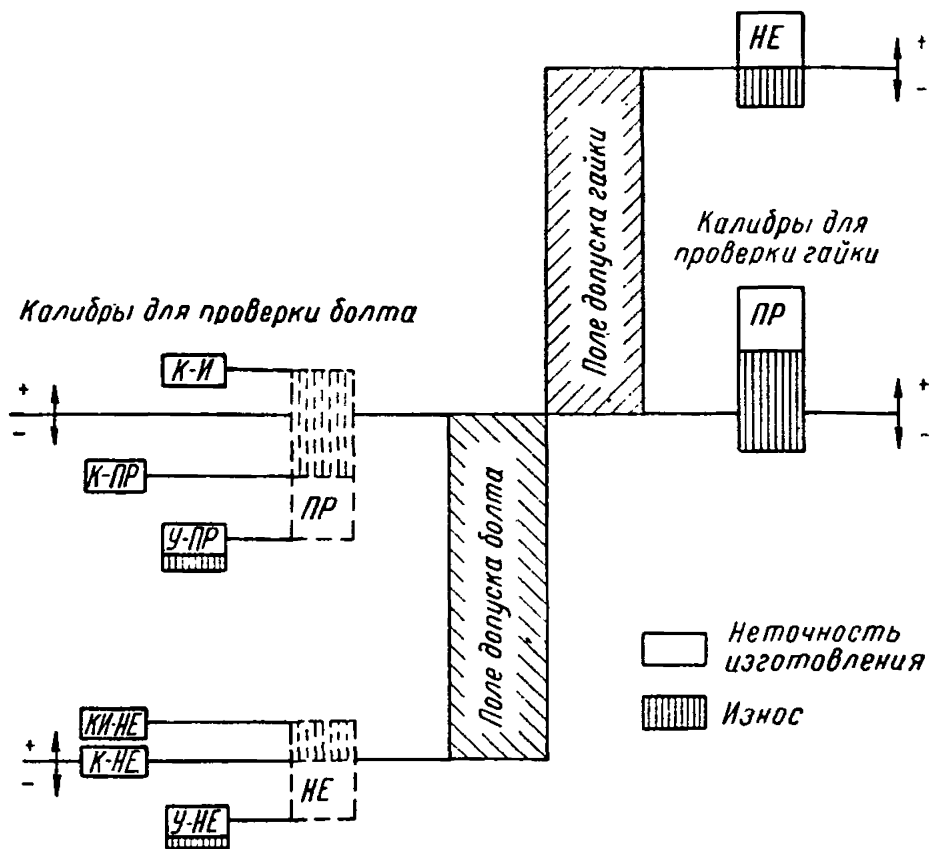 НЕ
+
-
Поле допуска гайки
Калибры для
проверки гайки
ПР
+
-
Калибры для проверки болта
К-И
+
-
К-ПР
ПР
У-ПР
Поле допуска болта
Неточность
изготовления
Износ
КИ-НЕ
+
-
К-НЕ
НЕ
У-НЕ